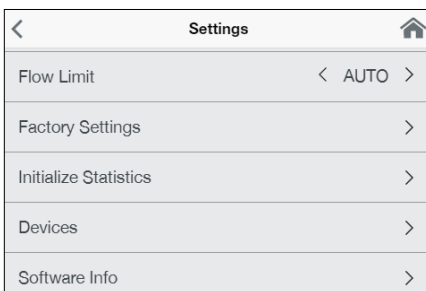 Settings
Flow Limit < AUTO >
Factory Settings >
Initialize Statistics >
Devices >
Software Info >